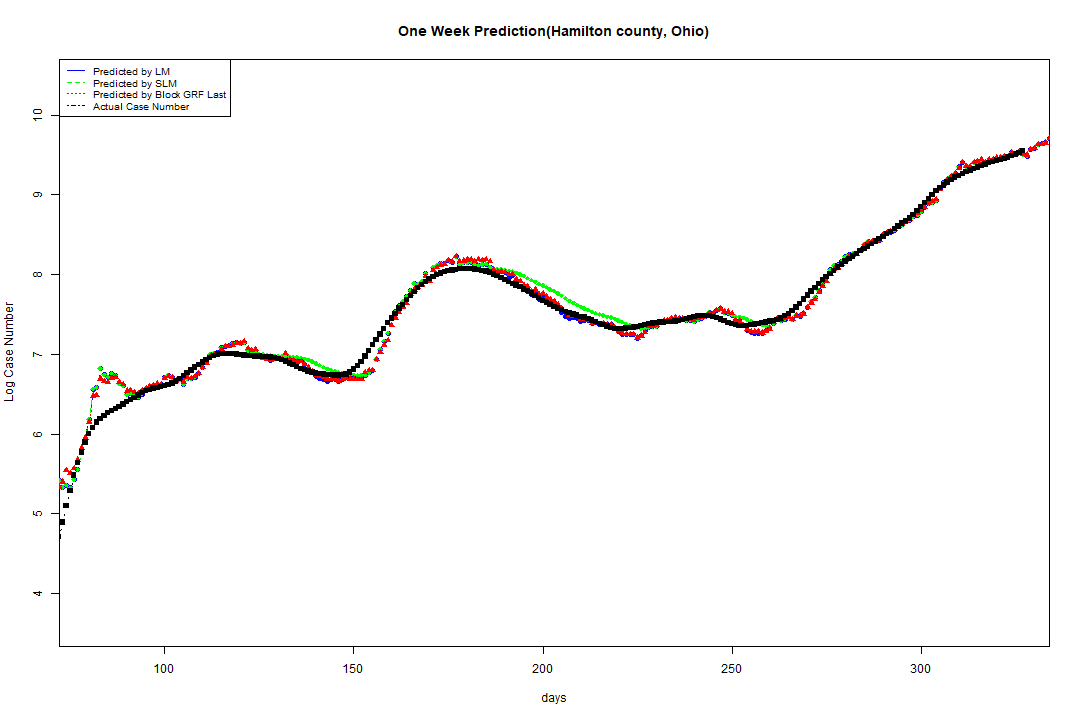 One Week Prediction(Hamilton county, Ohio)
Predicted by LM
Predicted by SLM
Predicted by Block GRF Last
Actual Case Number
10
9
8
7
6
5
4
Log Case Number
100 150 200 250 300
days